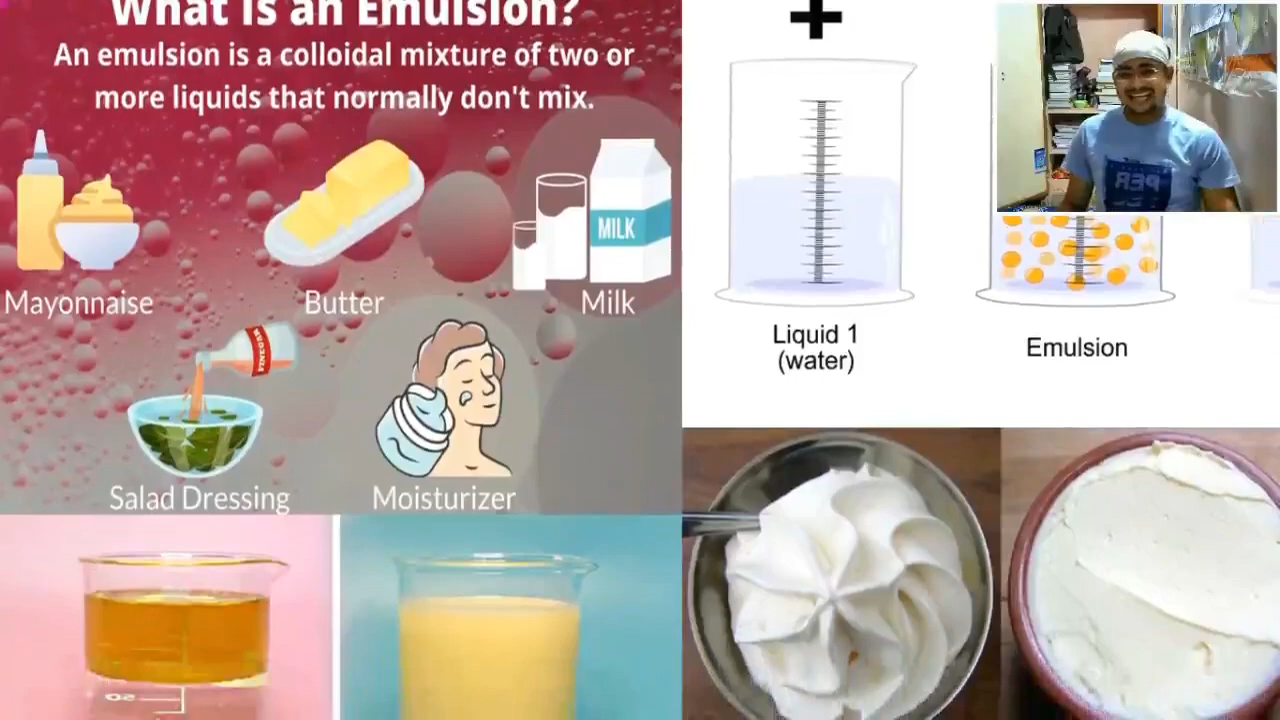 What is an Emulsion?
An emulsion is a colloidal mixture of two or
more liquids that normally don't mix.
MILK
Mayonnaise
Butter
Milk
VINEGAR
Salad Dressing
Moisturizer
+
Liquid 1
(water)
Emulsion
50